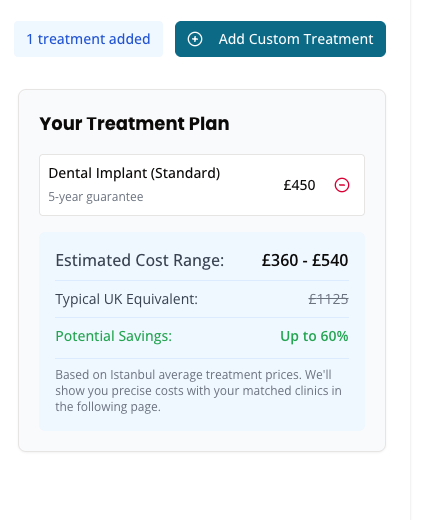 1 treatment added
Add Custom Treatment
Your Treatment Plan
Dental Implant (Standard)
5-year guarantee
£450
Estimated Cost Range:
£360 - £540
Typical UK Equivalent:
£1125
Potential Savings:
Up to 60%
Based on Istanbul average treatment prices. We'll
show you precise costs with your matched clinics in
the following page.